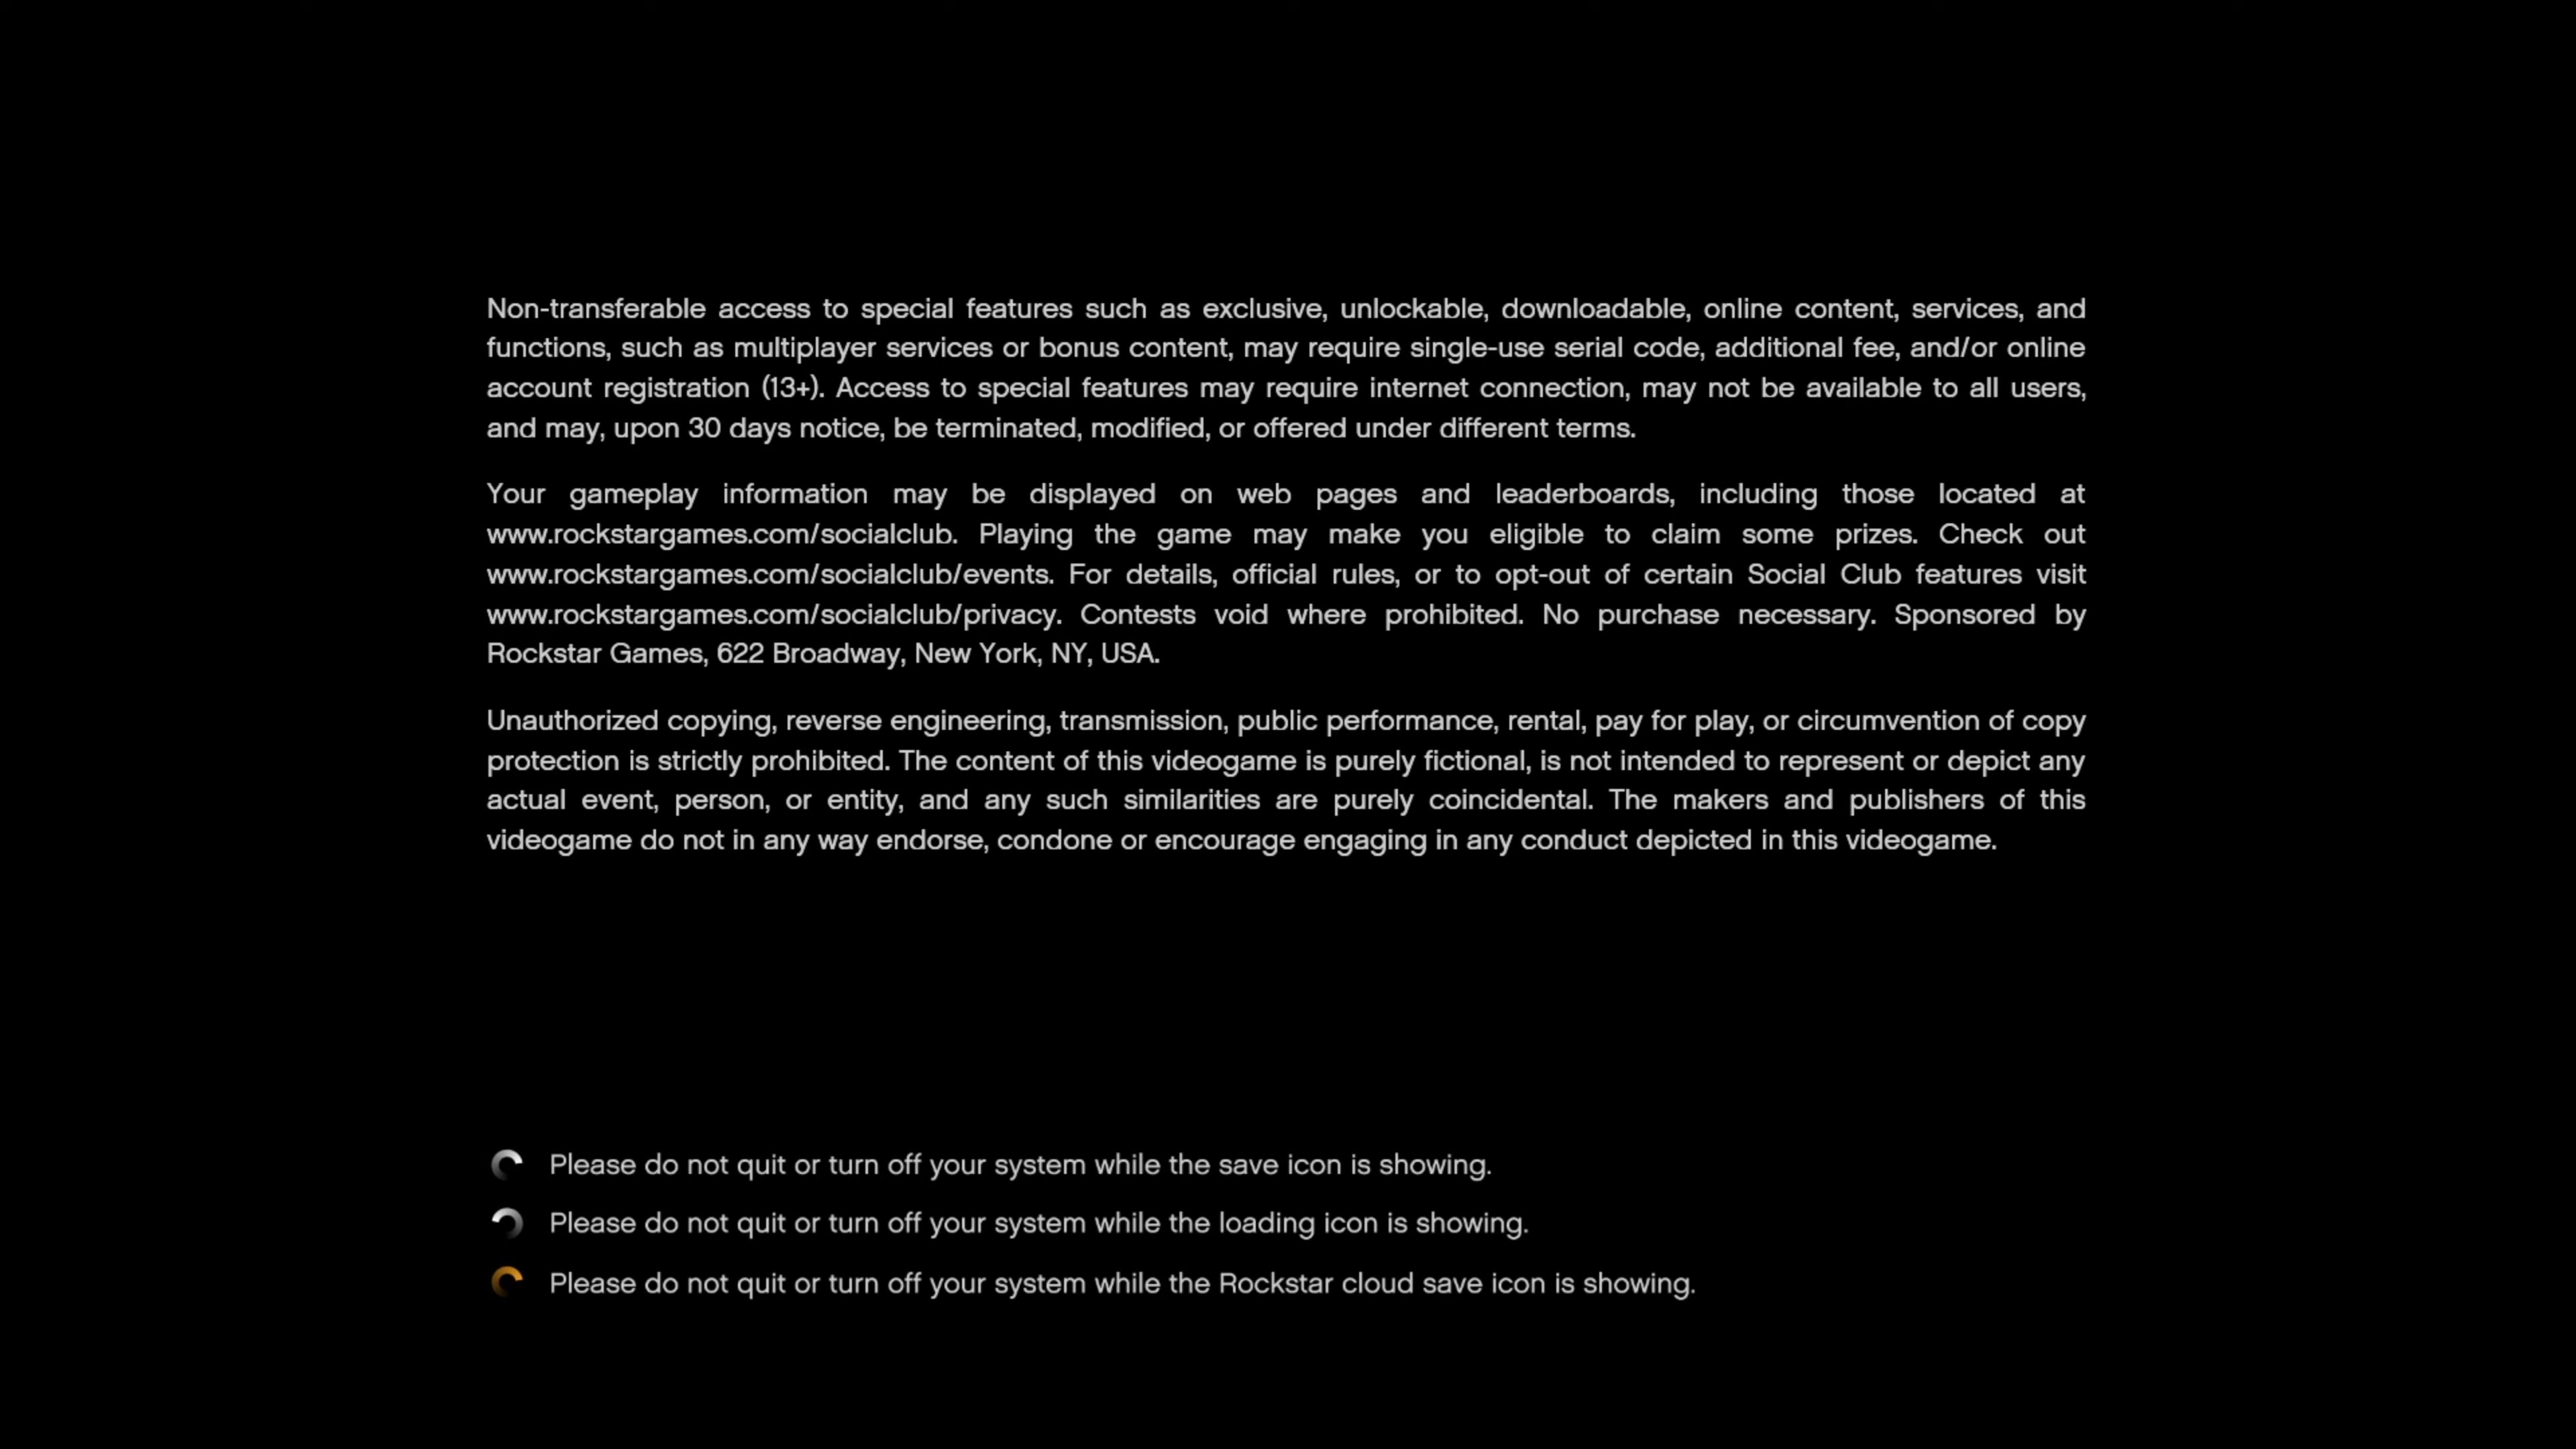 Non-transferable access to special features such as exclusive, unlockable, downloadable, online content, services, and
functions, such as multiplayer services or bonus content, may require single-use serial code, additional fee, and/or online
account registration (13+). Access to special features may require internet connection, may not be available to all users,
and may, upon 30 days notice, be terminated, modified, or offered under different terms.
Your gameplay information may be displayed on web pages and leaderboards, including those located at
www.rockstargames.com/socialclub. Playing the game may make you eligible to claim some prizes. Check out
www.rockstargames.com/socialclub/events. For details, official rules, or to opt-out of certain Social Club features visit
www.rockstargames.com/socialclub/privacy. Contests void where prohibited. No purchase necessary. Sponsored by
Rockstar Games, 622 Broadway, New York, NY, USA.
Unauthorized copying, reverse engineering, transmission, public performance, rental, pay for play, or circumvention of copy
protection is strictly prohibited. The content of this videogame is purely fictional, is not intended to represent or depict any
actual event, person, or entity, and any such similarities are purely coincidental. The makers and publishers of this
videogame do not in any way endorse, condone or encourage engaging in any conduct depicted in this videogame.
Please do not quit or turn off your system while the save icon is showing.
Please do not quit or turn off your system while the loading icon is showing.
Please do not quit or turn off your system while the Rockstar cloud save icon is showing.